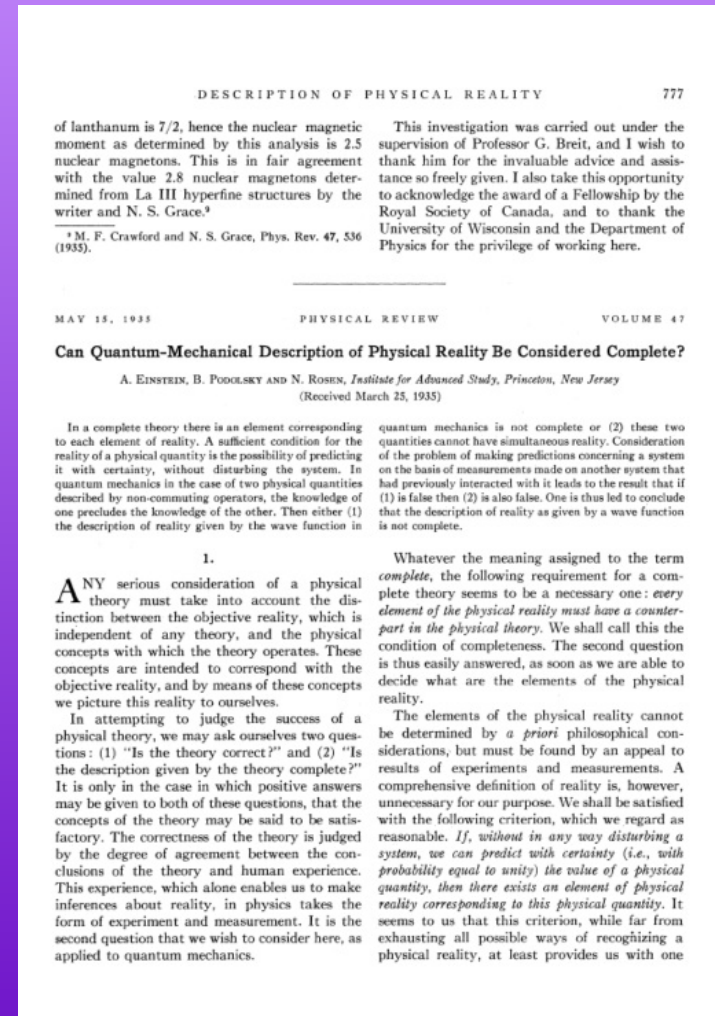 DESCRIPTION OF PHYSICAL REALITY 777
of lanthanum is 7/2, hence the nuclear magnetic
moment as determined by this analysis is 2.5
nuclear magnetons. This is in fair agreement
with the value 2.8 nuclear magnetons deter-
mined from La III hyperfine structures by the
writer and N. S. Grace.⁹
⁹ M. F. Crawford and N. S. Grace, Phys. Rev. 47, 536
(1935).
This investigation was carried out under the
supervision of Professor G. Breit, and I wish to
thank him for the invaluable advice and assis-
tance so freely given. I also take this opportunity
to acknowledge the award of a Fellowship by the
Royal Society of Canada, and to thank the
University of Wisconsin and the Department of
Physics for the privilege of working here.
MAY 15, 1935 PHYSICAL REVIEW VOLUME 47
Can Quantum-Mechanical Description of Physical Reality Be Considered Complete?
A. EINSTEIN, B. PODOLSKY AND N. ROSEN, Institute for Advanced Study, Princeton, New Jersey
(Received March 25, 1935)
In a complete theory there is an element corresponding
to each element of reality. A sufficient condition for the
reality of a physical quantity is the possibility of predicting
it with certainty, without disturbing the system. In
quantum mechanics in the case of two physical quantities
described by non-commuting operators, the knowledge of
one precludes the knowledge of the other. Then either (1)
the description of reality given by the wave function in
quantum mechanics is not complete or (2) these two
quantities cannot have simultaneous reality. Consideration
of the problem of making predictions concerning a system
on the basis of measurements made on another system that
had previously interacted with it leads to the result that if
(1) is false then (2) is also false. One is thus led to conclude
that the description of reality as given by a wave function
is not complete.
1.
ANY serious consideration of a physical
theory must take into account the dis-
tinction between the objective reality, which is
independent of any theory, and the physical
concepts with which the theory operates. These
concepts are intended to correspond with the
objective reality, and by means of these concepts
we picture this reality to ourselves.
In attempting to judge the success of a
physical theory, we may ask ourselves two ques-
tions: (1) "Is the theory correct?" and (2) "Is
the description given by the theory complete?"
It is only in the case in which positive answers
may be given to both of these questions, that the
concepts of the theory may be said to be satis-
factory. The correctness of the theory is judged
by the degree of agreement between the con-
clusions of the theory and human experience.
This experience, which alone enables us to make
inferences about reality, in physics takes the
form of experiment and measurement. It is the
second question that we wish to consider here, as
applied to quantum mechanics.
Whatever the meaning assigned to the term
complete, the following requirement for a com-
plete theory seems to be a necessary one: every
element of the physical reality must have a counter-
part in the physical theory. We shall call this the
condition of completeness. The second question
is thus easily answered, as soon as we are able to
decide what are the elements of the physical
reality.
The elements of the physical reality cannot
be determined by a priori philosophical con-
siderations, but must be found by an appeal to
results of experiments and measurements. A
comprehensive definition of reality is, however,
unnecessary for our purpose. We shall be satisfied
with the following criterion, which we regard as
reasonable. If, without in any way disturbing a
system, we can predict with certainty (i.e., with
probability equal to unity) the value of a physical
quantity, then there exists an element of physical
reality corresponding to this physical quantity. It
seems to us that this criterion, while far from
exhausting all possible ways of recognizing a
physical reality, at least provides us with one